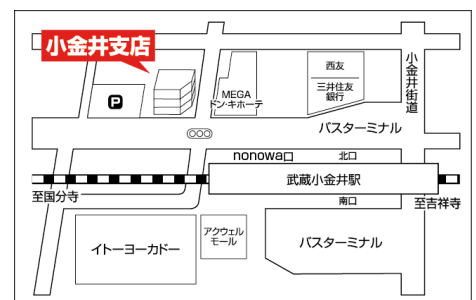 小金井支店
P
MEGA
ドン・キホーテ
西友
三井住友
銀行
小金井街道
バスターミナル
nonowa口
北口
武蔵小金井駅
至国分寺
南口
至吉祥寺
イトーヨーカドー
アクウェル
モール
バスターミナル